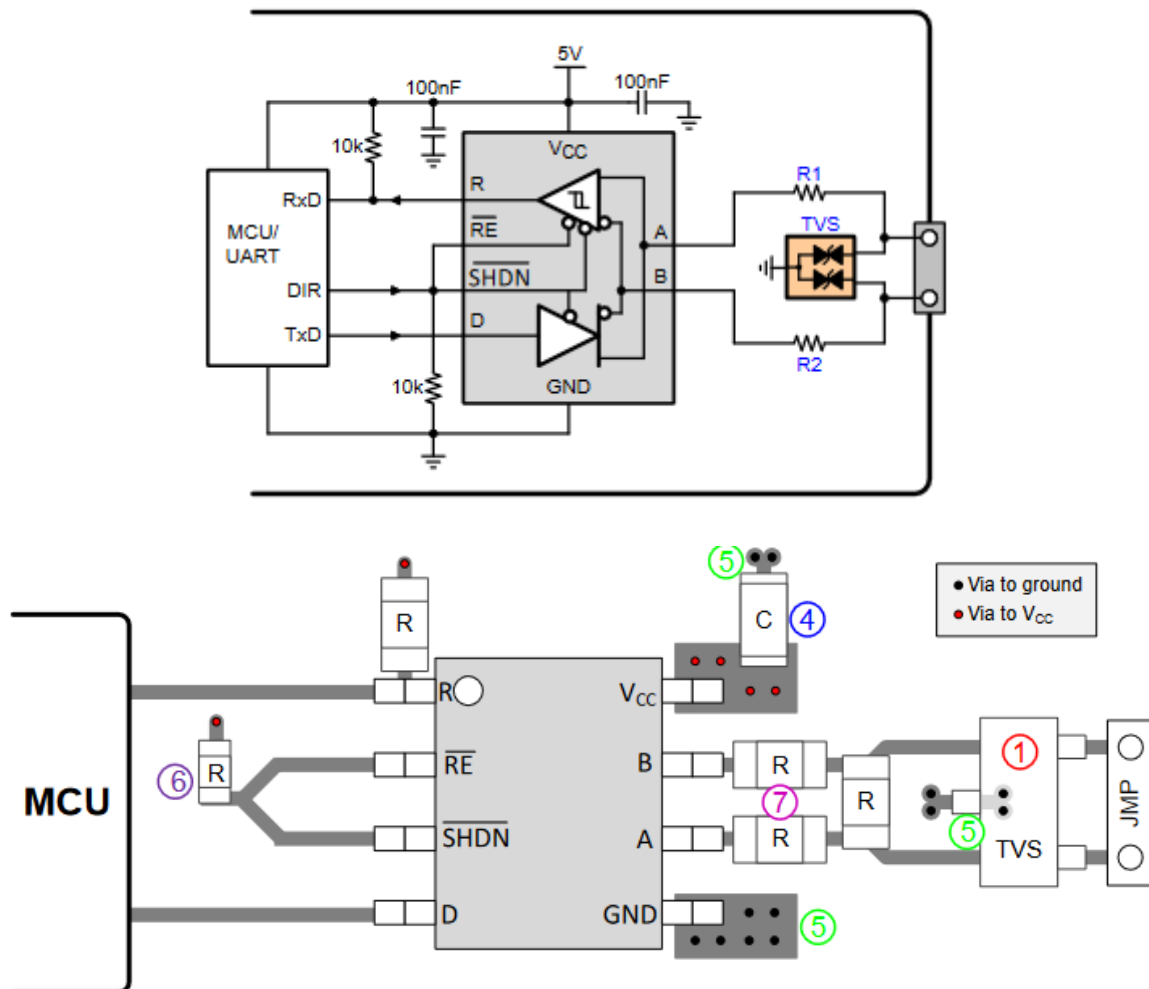 5V
100nF
100nF
10k
VCC
R
RxD
R1
RE
TVS
MCU/
UART
A
SHDN
B
DIR
D
TxD
R2
10k
GND
5
Via to ground
Via to VCC
R
C
4
R
VCC
1
6
R
RE
B
R
MCU
7
R
JMP
SHDN
A
R
5
TVS
D
GND
5